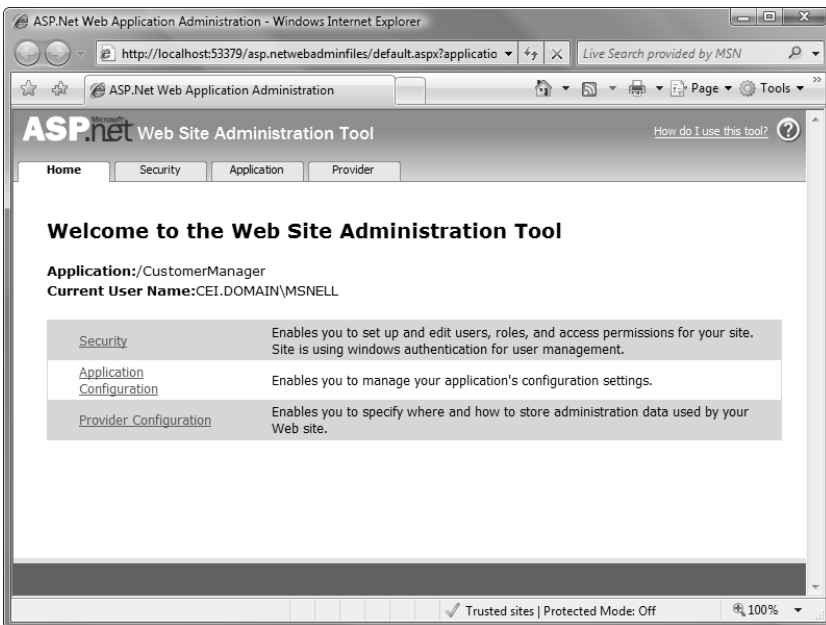 ASP.Net Web Application Administration - Windows Internet Explorer
http://localhost:53379/asp.netwebadminfiles/default.aspx?applicatio
Live Search provided by MSN
ASP.Net Web Application Administration
Page
Tools
Microsoft
ASP.net Web Site Administration Tool
How do I use this tool?
Home
Security
Application
Provider
Welcome to the Web Site Administration Tool
Application:/CustomerManager
Current User Name:CEI.DOMAIN\MSNELL
Security
Enables you to set up and edit users, roles, and access permissions for your site.
Site is using windows authentication for user management.
Application
Configuration
Enables you to manage your application's configuration settings.
Provider Configuration
Enables you to specify where and how to store administration data used by your
Web site.
Trusted sites | Protected Mode: Off
100%